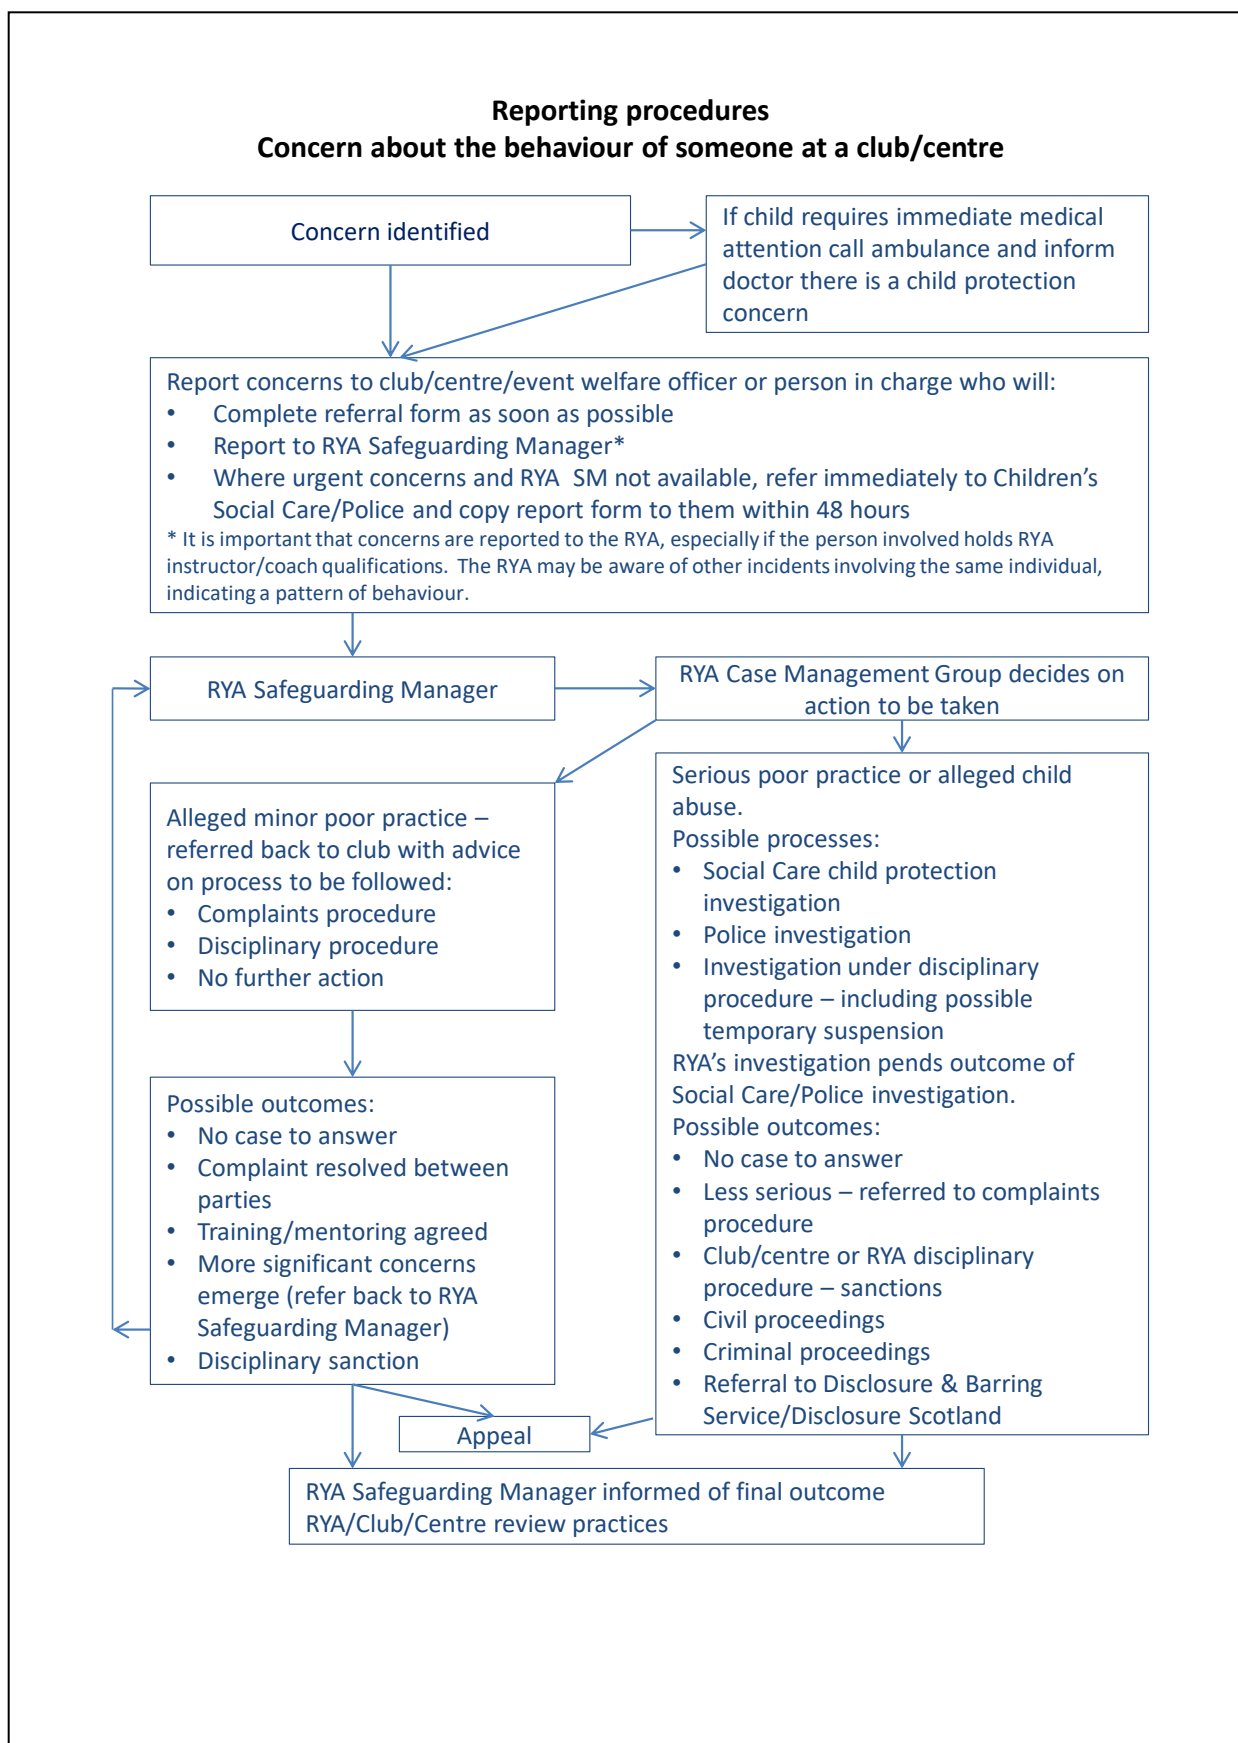 Reporting procedures
Concern about the behaviour of someone at a club/centre
Concern identified
If child requires immediate medical
attention call ambulance and inform
doctor there is a child protection
concern
Report concerns to club/centre/event welfare officer or person in charge who will:
• Complete referral form as soon as possible
• Report to RYA Safeguarding Manager*
• Where urgent concerns and RYA  SM not available, refer immediately to Children’s
Social Care/Police and copy report form to them within 48 hours
* It is important that concerns are reported to the RYA, especially if the person involved holds RYA
instructor/coach qualifications.  The RYA may be aware of other incidents involving the same individual,
indicating a pattern of behaviour.
RYA Safeguarding Manager
RYA Case Management Group decides on
action to be taken
Alleged minor poor practice –
referred back to club with advice
on process to be followed:
• Complaints procedure
• Disciplinary procedure
• No further action
Serious poor practice or alleged child
abuse.
Possible processes:
• Social Care child protection
investigation
• Police investigation
• Investigation under disciplinary
procedure – including possible
temporary suspension
RYA’s investigation pends outcome of
Social Care/Police investigation.
Possible outcomes:
• No case to answer
• Less serious – referred to complaints
procedure
• Club/centre or RYA disciplinary
procedure – sanctions
• Civil proceedings
• Criminal proceedings
• Referral to Disclosure & Barring
Service/Disclosure Scotland
Possible outcomes:
• No case to answer
• Complaint resolved between
parties
• Training/mentoring agreed
• More significant concerns
emerge (refer back to RYA
Safeguarding Manager)
• Disciplinary sanction
Appeal
RYA Safeguarding Manager informed of final outcome
RYA/Club/Centre review practices